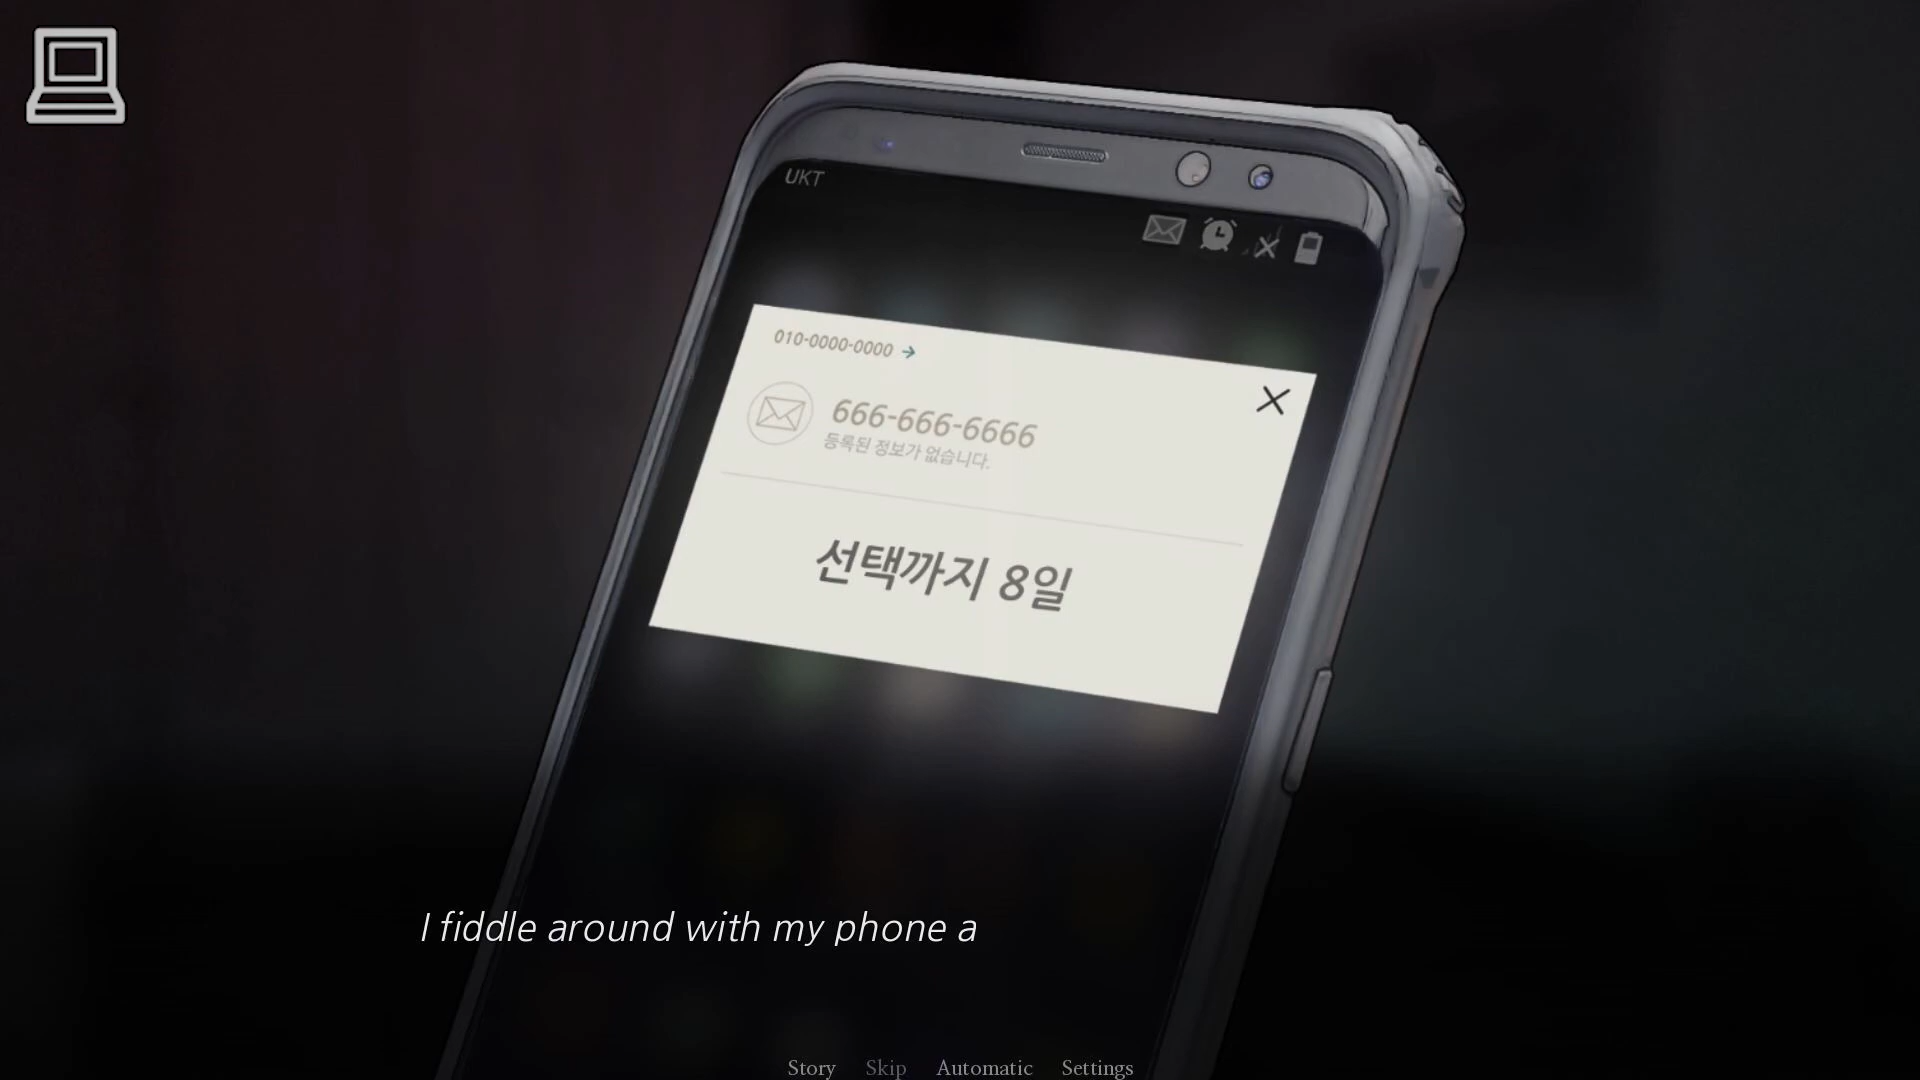 UKT
010-0000-0000 →
666-666-6666
등록된 정보가 없습니다.
선택까지 8일
I fiddle around with my phone a
Story Skip Automatic Settings